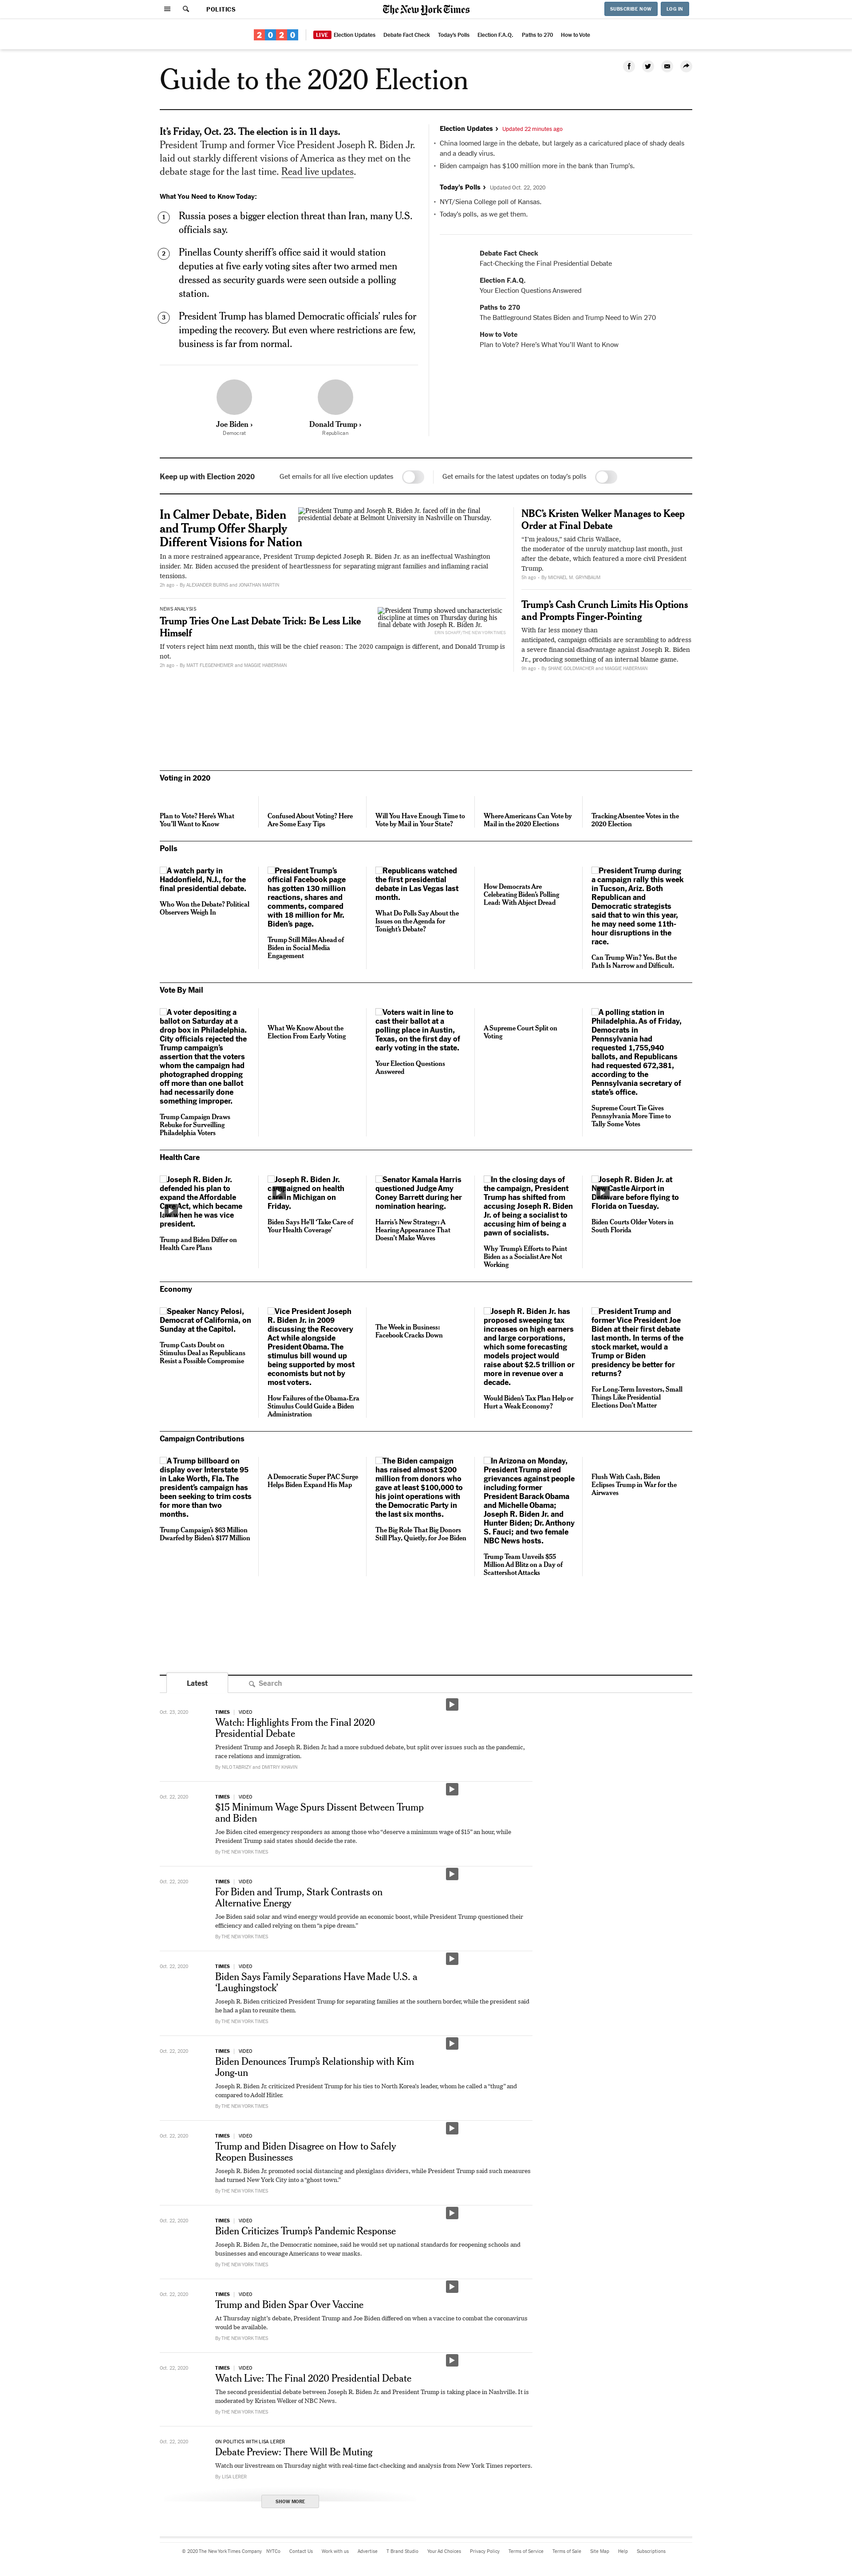 POLITICS
The New York Times
SUBSCRIBE NOW
LOG IN
2020
LIVE Election Updates
Debate Fact Check
Today's Polls
Election F.A.Q.
Paths to 270
How to Vote
Guide to the 2020 Election
It's Friday, Oct. 23. The election is in 11 days.
President Trump and former Vice President Joseph R. Biden Jr.
laid out starkly different visions of America as they met on the
debate stage for the last time. Read live updates.
What You Need to Know Today:
1 Russia poses a bigger election threat than Iran, many U.S.
officials say.
2 Pinellas County sheriff's office said it would station
deputies at five early voting sites after two armed men
dressed as security guards were seen outside a polling
station.
3 President Trump has blamed Democratic officials' rules for
impeding the recovery. But even where restrictions are few,
business is far from normal.
Joe Biden ›
Democrat
Donald Trump ›
Republican
Election Updates › Updated 22 minutes ago
• China loomed large in the debate, but largely as a caricatured place of shady deals
and a deadly virus.
• Biden campaign has $100 million more in the bank than Trump's.
Today's Polls › Updated Oct. 22, 2020
• NYT/Siena College poll of Kansas.
• Today's polls, as we get them.
Debate Fact Check
Fact-Checking the Final Presidential Debate
Election F.A.Q.
Your Election Questions Answered
Paths to 270
The Battleground States Biden and Trump Need to Win 270
How to Vote
Plan to Vote? Here's What You'll Want to Know
Keep up with Election 2020
Get emails for all live election updates
Get emails for the latest updates on today's polls
In Calmer Debate, Biden
and Trump Offer Sharply
Different Visions for Nation
President Trump and Joseph R. Biden Jr. faced off in the final
presidential debate at Belmont University in Nashville on Thursday.
In a more restrained appearance, President Trump depicted Joseph R. Biden Jr. as an ineffectual Washington
insider. Mr. Biden accused the president of heartlessness for separating migrant families and inflaming racial
tensions.
2h ago - By ALEXANDER BURNS and JONATHAN MARTIN
NEWS ANALYSIS
Trump Tries One Last Debate Trick: Be Less Like
Himself
President Trump showed uncharacteristic
discipline at times on Thursday during his
final debate with Joseph R. Biden Jr.
ERIN SCHAFF/THE NEW YORK TIMES
If voters reject him next month, this will be the chief reason: The 2020 campaign is different, and Donald Trump is
not.
2h ago - By MATT FLEGENHEIMER and MAGGIE HABERMAN
NBC's Kristen Welker Manages to Keep
Order at Final Debate
"I'm jealous," said Chris Wallace,
the moderator of the unruly matchup last month, just
after the debate, which featured a more civil President
Trump.
5h ago - By MICHAEL M. GRYNBAUM
Trump's Cash Crunch Limits His Options
and Prompts Finger-Pointing
With far less money than
anticipated, campaign officials are scrambling to address
a severe financial disadvantage against Joseph R. Biden
Jr., producing something of an internal blame game.
9h ago - By SHANE GOLDMACHER and MAGGIE HABERMAN
Voting in 2020
Plan to Vote? Here's What
You'll Want to Know
Confused About Voting? Here
Are Some Easy Tips
Will You Have Enough Time to
Vote by Mail in Your State?
Where Americans Can Vote by
Mail in the 2020 Elections
Tracking Absentee Votes in the
2020 Election
Polls
A watch party in
Haddonfield, N.J., for the
final presidential debate.
Who Won the Debate? Political
Observers Weigh In
President Trump's
official Facebook page
has gotten 130 million
reactions, shares and
comments, compared
with 18 million for Mr.
Biden's page.
Trump Still Miles Ahead of
Biden in Social Media
Engagement
Republicans watched
the first presidential
debate in Las Vegas last
month.
What Do Polls Say About the
Issues on the Agenda for
Tonight's Debate?
How Democrats Are
Celebrating Biden's Polling
Lead: With Abject Dread
President Trump during
a campaign rally this week
in Tucson, Ariz. Both
Republican and
Democratic strategists
said that to win this year,
he may need some 11th-
hour disruptions in the
race.
Can Trump Win? Yes. But the
Path Is Narrow and Difficult.
Vote By Mail
A voter depositing a
ballot on Saturday at a
drop box in Philadelphia.
City officials rejected the
Trump campaign's
assertion that the voters
whom the campaign had
photographed dropping
off more than one ballot
had necessarily done
something improper.
Trump Campaign Draws
Rebuke for Surveilling
Philadelphia Voters
What We Know About the
Election From Early Voting
Voters wait in line to
cast their ballot at a
polling place in Austin,
Texas, on the first day of
early voting in the state.
Your Election Questions
Answered
A Supreme Court Split on
Voting
A polling station in
Philadelphia. As of Friday,
Democrats in
Pennsylvania had
requested 1,755,940
ballots, and Republicans
had requested 672,381,
according to the
Pennsylvania secretary of
state's office.
Supreme Court Tie Gives
Pennsylvania More Time to
Tally Some Votes
Health Care
Joseph R. Biden Jr.
defended his plan to
expand the Affordable
Care Act, which became
when he was vice
president.
Trump and Biden Differ on
Health Care Plans
Joseph R. Biden Jr.
campaigned on health
in Michigan on
Friday.
Biden Says He'll 'Take Care of
Your Health Coverage'
Senator Kamala Harris
questioned Judge Amy
Coney Barrett during her
nomination hearing.
Harris's New Strategy: A
Hearing Appearance That
Doesn't Make Waves
In the closing days of
the campaign, President
Trump has shifted from
accusing Joseph R. Biden
Jr. of being a socialist to
accusing him of being a
pawn of socialists.
Why Trump's Efforts to Paint
Biden as a Socialist Are Not
Working
Joseph R. Biden Jr. at
New Castle Airport in
Delaware before flying to
Florida on Tuesday.
Biden Courts Older Voters in
South Florida
Economy
Speaker Nancy Pelosi,
Democrat of California, on
Sunday at the Capitol.
Trump Casts Doubt on
Stimulus Deal as Republicans
Resist a Possible Compromise
Vice President Joseph
R. Biden Jr. in 2009
discussing the Recovery
Act while alongside
President Obama. The
stimulus bill wound up
being supported by most
economists but not by
most voters.
How Failures of the Obama-Era
Stimulus Could Guide a Biden
Administration
The Week in Business:
Facebook Cracks Down
Joseph R. Biden Jr. has
proposed sweeping tax
increases on high earners
and large corporations,
which some forecasting
models project would
raise about $2.5 trillion or
more in revenue over a
decade.
Would Biden's Tax Plan Help or
Hurt a Weak Economy?
President Trump and
former Vice President Joe
Biden at their first debate
last month. In terms of the
stock market, would a
Trump or Biden
presidency be better for
returns?
For Long-Term Investors, Small
Things Like Presidential
Elections Don't Matter
Campaign Contributions
A Trump billboard on
display over Interstate 95
in Lake Worth, Fla. The
president's campaign has
been seeking to trim costs
for more than two
months.
Trump Campaign's $63 Million
Dwarfed by Biden's $177 Million
A Democratic Super PAC Surge
Helps Biden Expand His Map
The Biden campaign
has raised almost $200
million from donors who
gave at least $100,000 to
his joint operations with
the Democratic Party in
the last six months.
The Big Role That Big Donors
Still Play, Quietly, for Joe Biden
In Arizona on Monday,
President Trump aired
grievances against people
including former
President Barack Obama
and Michelle Obama;
Joseph R. Biden Jr. and
Hunter Biden; Dr. Anthony
S. Fauci; and two female
NBC News hosts.
Trump Team Unveils $55
Million Ad Blitz on a Day of
Scattershot Attacks
Flush With Cash, Biden
Eclipses Trump in War for the
Airwaves
Latest
Search
Oct. 23, 2020
TIMES | VIDEO
Watch: Highlights From the Final 2020
Presidential Debate
President Trump and Joseph R. Biden Jr. had a more subdued debate, but split over issues such as the pandemic,
race relations and immigration.
By NILO TABRIZY and DMITRIY KHAVIN
Oct. 22, 2020
TIMES | VIDEO
$15 Minimum Wage Spurs Dissent Between Trump
and Biden
Joe Biden cited emergency responders as among those who "deserve a minimum wage of $15" an hour, while
President Trump said states should decide the rate.
By THE NEW YORK TIMES
Oct. 22, 2020
TIMES | VIDEO
For Biden and Trump, Stark Contrasts on
Alternative Energy
Joe Biden said solar and wind energy would provide an economic boost, while President Trump questioned their
efficiency and called relying on them "a pipe dream."
By THE NEW YORK TIMES
Oct. 22, 2020
TIMES | VIDEO
Biden Says Family Separations Have Made U.S. a
'Laughingstock'
Joseph R. Biden criticized President Trump for separating families at the southern border, while the president said
he had a plan to reunite them.
By THE NEW YORK TIMES
Oct. 22, 2020
TIMES | VIDEO
Biden Denounces Trump's Relationship with Kim
Jong-un
Joseph R. Biden Jr. criticized President Trump for his ties to North Korea's leader, whom he called a "thug" and
compared to Adolf Hitler.
By THE NEW YORK TIMES
Oct. 22, 2020
TIMES | VIDEO
Trump and Biden Disagree on How to Safely
Reopen Businesses
Joseph R. Biden Jr. promoted social distancing and plexiglass dividers, while President Trump said such measures
had turned New York City into a "ghost town."
By THE NEW YORK TIMES
Oct. 22, 2020
TIMES | VIDEO
Biden Criticizes Trump's Pandemic Response
Joseph R. Biden Jr., the Democratic nominee, said he would set up national standards for reopening schools and
businesses and encourage Americans to wear masks.
By THE NEW YORK TIMES
Oct. 22, 2020
TIMES | VIDEO
Trump and Biden Spar Over Vaccine
At Thursday night's debate, President Trump and Joe Biden differed on when a vaccine to combat the coronavirus
would be available.
By THE NEW YORK TIMES
Oct. 22, 2020
TIMES | VIDEO
Watch Live: The Final 2020 Presidential Debate
The second presidential debate between Joseph R. Biden Jr. and President Trump is taking place in Nashville. It is
moderated by Kristen Welker of NBC News.
By THE NEW YORK TIMES
Oct. 22, 2020
ON POLITICS WITH LISA LERER
Debate Preview: There Will Be Muting
Watch our livestream on Thursday night with real-time fact-checking and analysis from New York Times reporters.
By LISA LERER
SHOW MORE
© 2020 The New York Times Company
NYTCo
Contact Us
Work with us
Advertise
T Brand Studio
Your Ad Choices
Privacy Policy
Terms of Service
Terms of Sale
Site Map
Help
Subscriptions